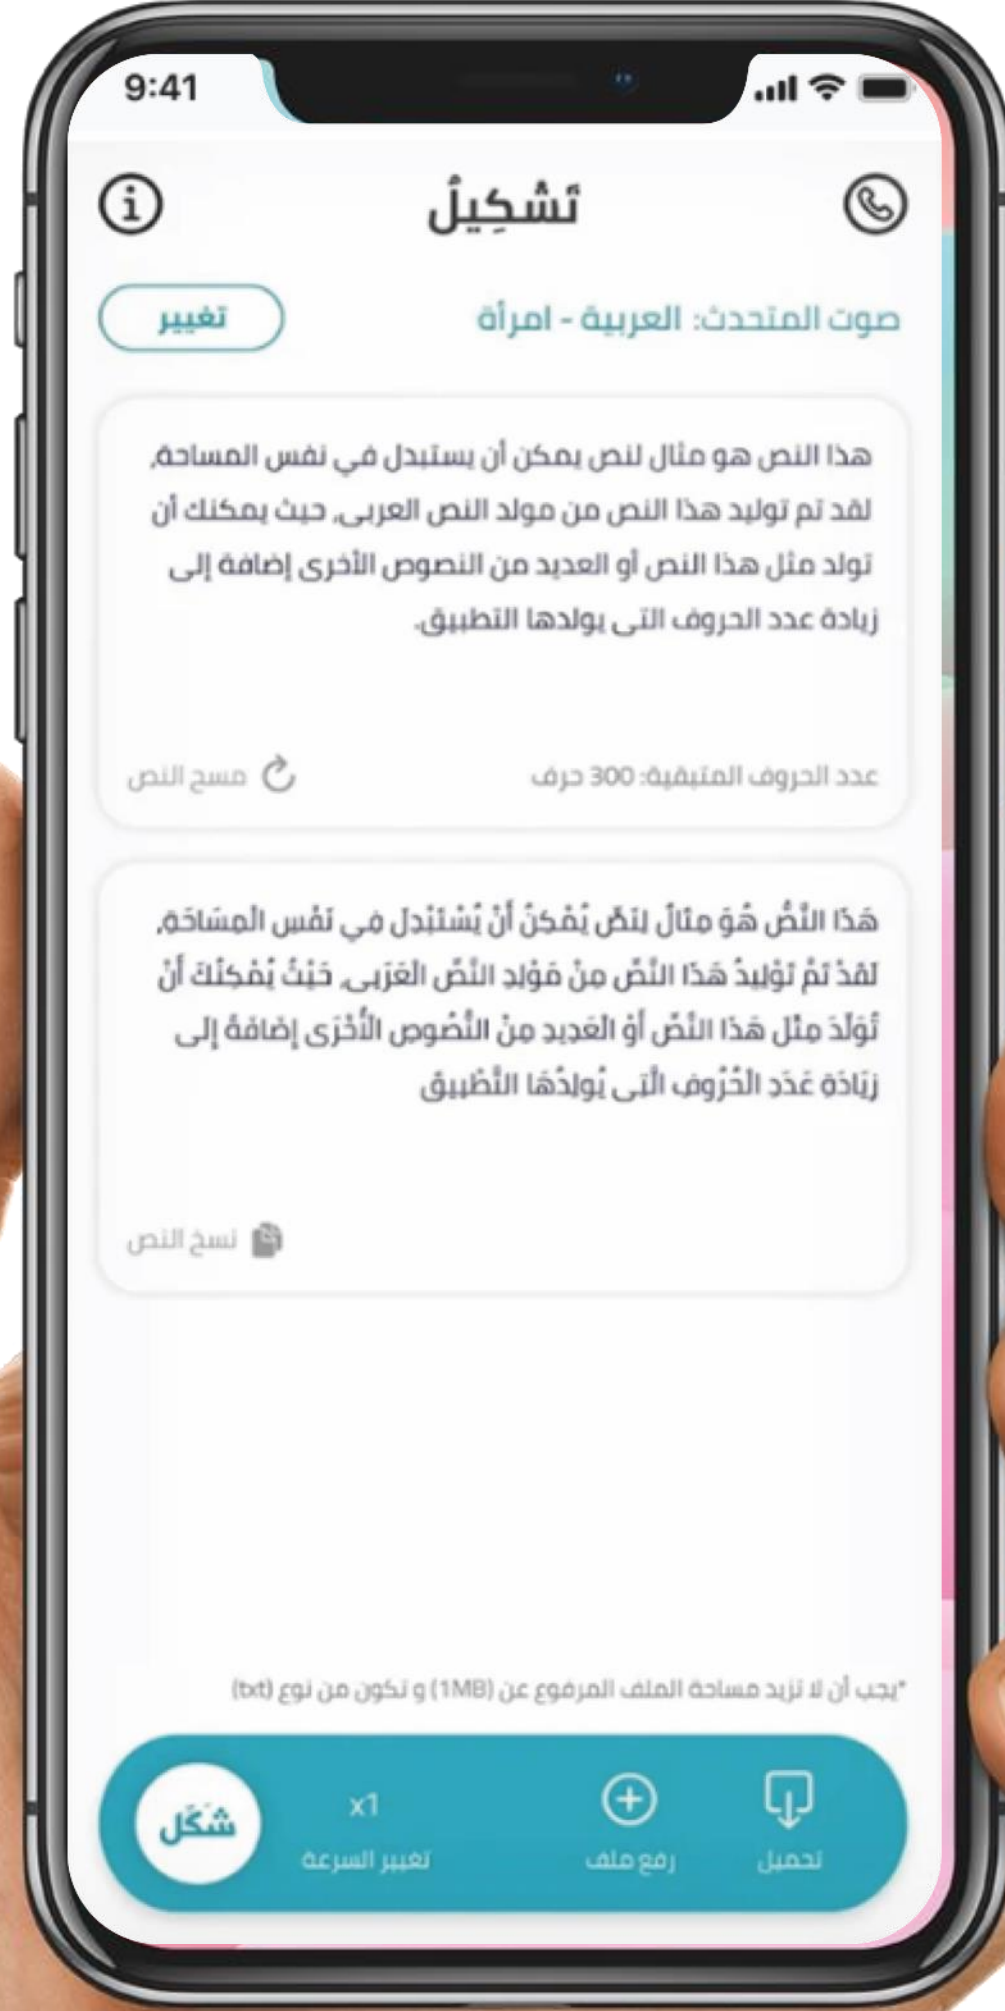 9:41
تَشْكِيلٌ
صوت المتحدث: العربية - امرأة
تغيير
هذا النص هو مثال لنص يمكن أن يستبدل في نفس المساحة,
لقد تم توليد هذا النص من مولد النص العربى, حيث يمكنك أن
تولد مثل هذا النص أو العديد من النصوص الأخرى إضافة إلى
زيادة عدد الحروف التى يولدها التطبيق.
عدد الحروف المتبقية: 300 حرف
مسح النص
هَذَا النَّصُّ هُوَ مِثَالٌ لِنَصٍّ يُمْكِنُ أَنْ يُسْتَبْدِل فِي نَفْسِ الْمِسَاحَةِ,
لَقَدْ تَمَّ تَوْلِيدُ هَذَا النَّصِّ مِنْ مَوْلِدِ النَّصِّ الْعَرَبِى, حَيْثُ يُمْكِنُكَ أَنْ
تُوَلِّدَ مِثْل هَذَا النَّصِّ أَوْ الْعَدِيدِ مِنْ النُّصُوصِ الْأُخْرَى إِضَافَةً إِلى
زِيَادَةِ عَدَدِ الْحُرُوفِ الَّتِى يُولِدُهَا التَّطْبِيقُ
نسخ النص
*يجب أن لا تزيد مساحة الملف المرفوع عن (1MB) و تكون من نوع (txt)
تحميل
رفع ملف
x1
تغيير السرعة
شَكِّل